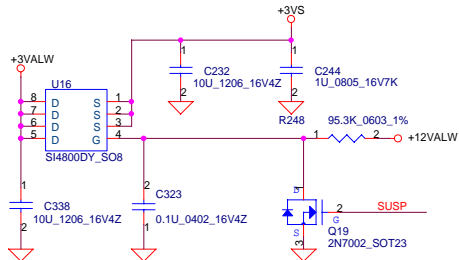 +3VS
+3VALW
U16
1
2
C232
10U_1206_16V4Z
1
2
C244
1U_0805_16V7K
8 D S 1
7 D S 2
6 D S 3
5 D G 4
SI4800DY_SO8
R248
95.3K_0603_1%
1 2
+12VALW
1
2
C338
10U_1206_16V4Z
2
1
C323
0.1U_0402_16V4Z
1
D
2
G
SUSP
S
3
Q19
2N7002_SOT23